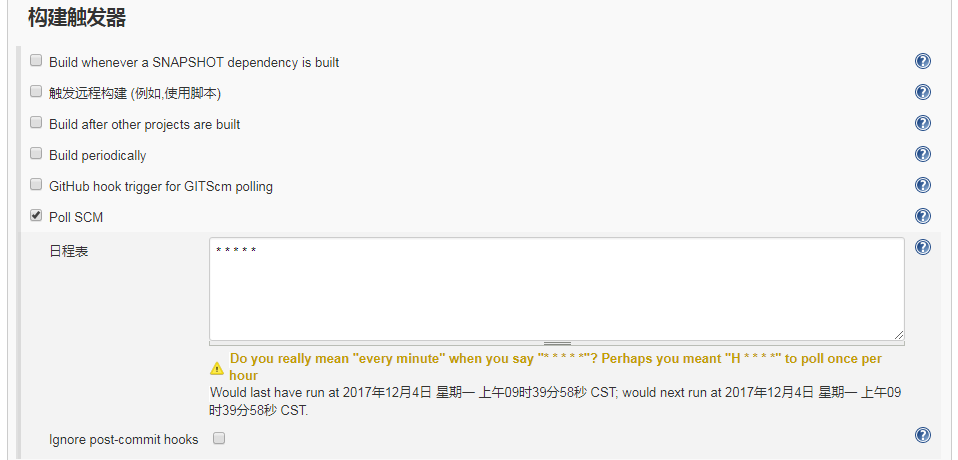 构建触发器
Build whenever a SNAPSHOT dependency is built
触发远程构建 (例如,使用脚本)
Build after other projects are built
Build periodically
GitHub hook trigger for GITScm polling
Poll SCM
日程表
* * * * *
Do you really mean "every minute" when you say "* * * * *"? Perhaps you meant "H * * * *" to poll once per
hour
Would last have run at 2017年12月4日 星期一 上午09时39分58秒 CST; would next run at 2017年12月4日 星期一 上午09
时39分58秒 CST.
Ignore post-commit hooks